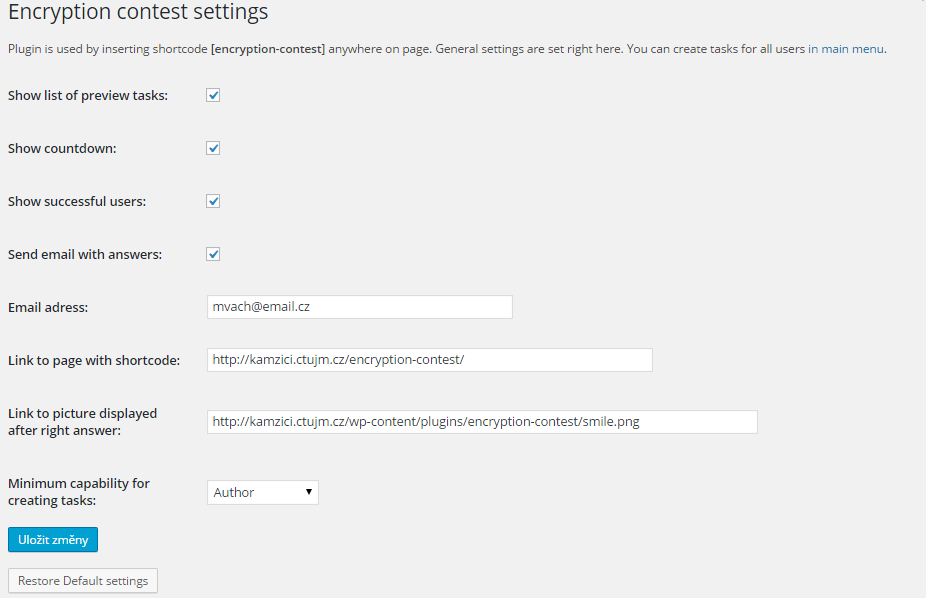 Encryption contest settings
Plugin is used by inserting shortcode [encryption-contest] anywhere on page. General settings are set right here. You can create tasks for all users in main menu.
Show list of preview tasks:
Show countdown:
Show successful users:
Send email with answers:
Email adress: mvach@email.cz
Link to page with shortcode: http://kamzici.ctujm.cz/encryption-contest/
Link to picture displayed
after right answer: http://kamzici.ctujm.cz/wp-content/plugins/encryption-contest/smile.png
Minimum capability for
creating tasks: Author
Uložit změny
Restore Default settings